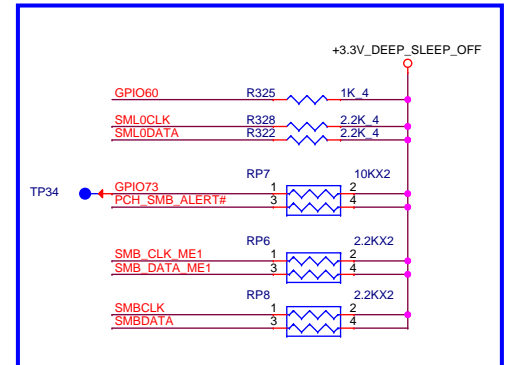 +3.3V_DEEP_SLEEP_OFF
GPIO60 R325 1K_4
SML0CLK R328 2.2K_4
SML0DATA R322 2.2K_4
RP7 10KX2
TP34 GPIO73 1 2
PCH_SMB_ALERT# 3 4
RP6 2.2KX2
SMB_CLK_ME1 1 2
SMB_DATA_ME1 3 4
RP8 2.2KX2
SMBCLK 1 2
SMBDATA 3 4